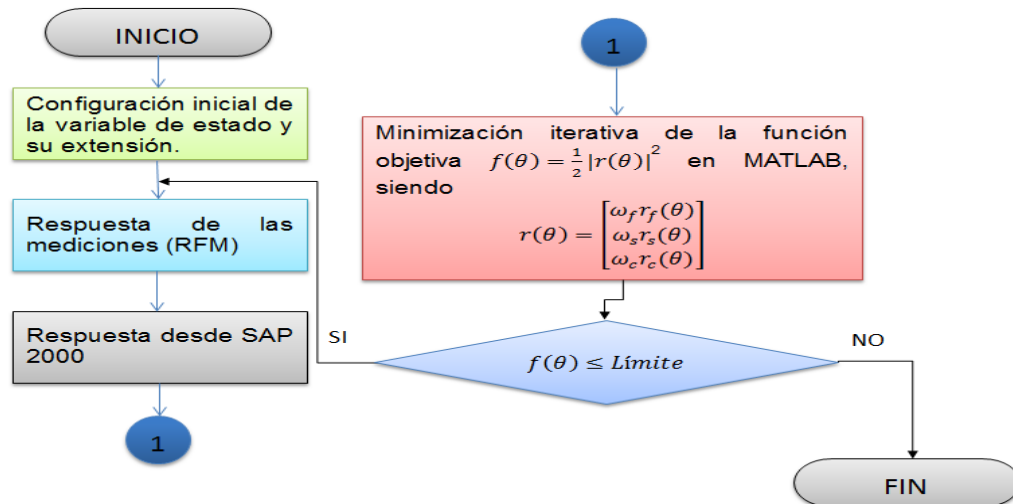 INICIO
Configuración inicial de
la variable de estado y
su extensión.
Respuesta de las
mediciones (RFM)
Respuesta desde SAP
2000
1
1
Minimización iterativa de la función
objetiva f(θ) = 1/2 |r(θ)|² en MATLAB,
siendo
r(θ) = [ω_f r_f(θ)
ω_s r_s(θ)
ω_c r_c(θ)]
SI
f(θ) ≤ Límite
NO
FIN